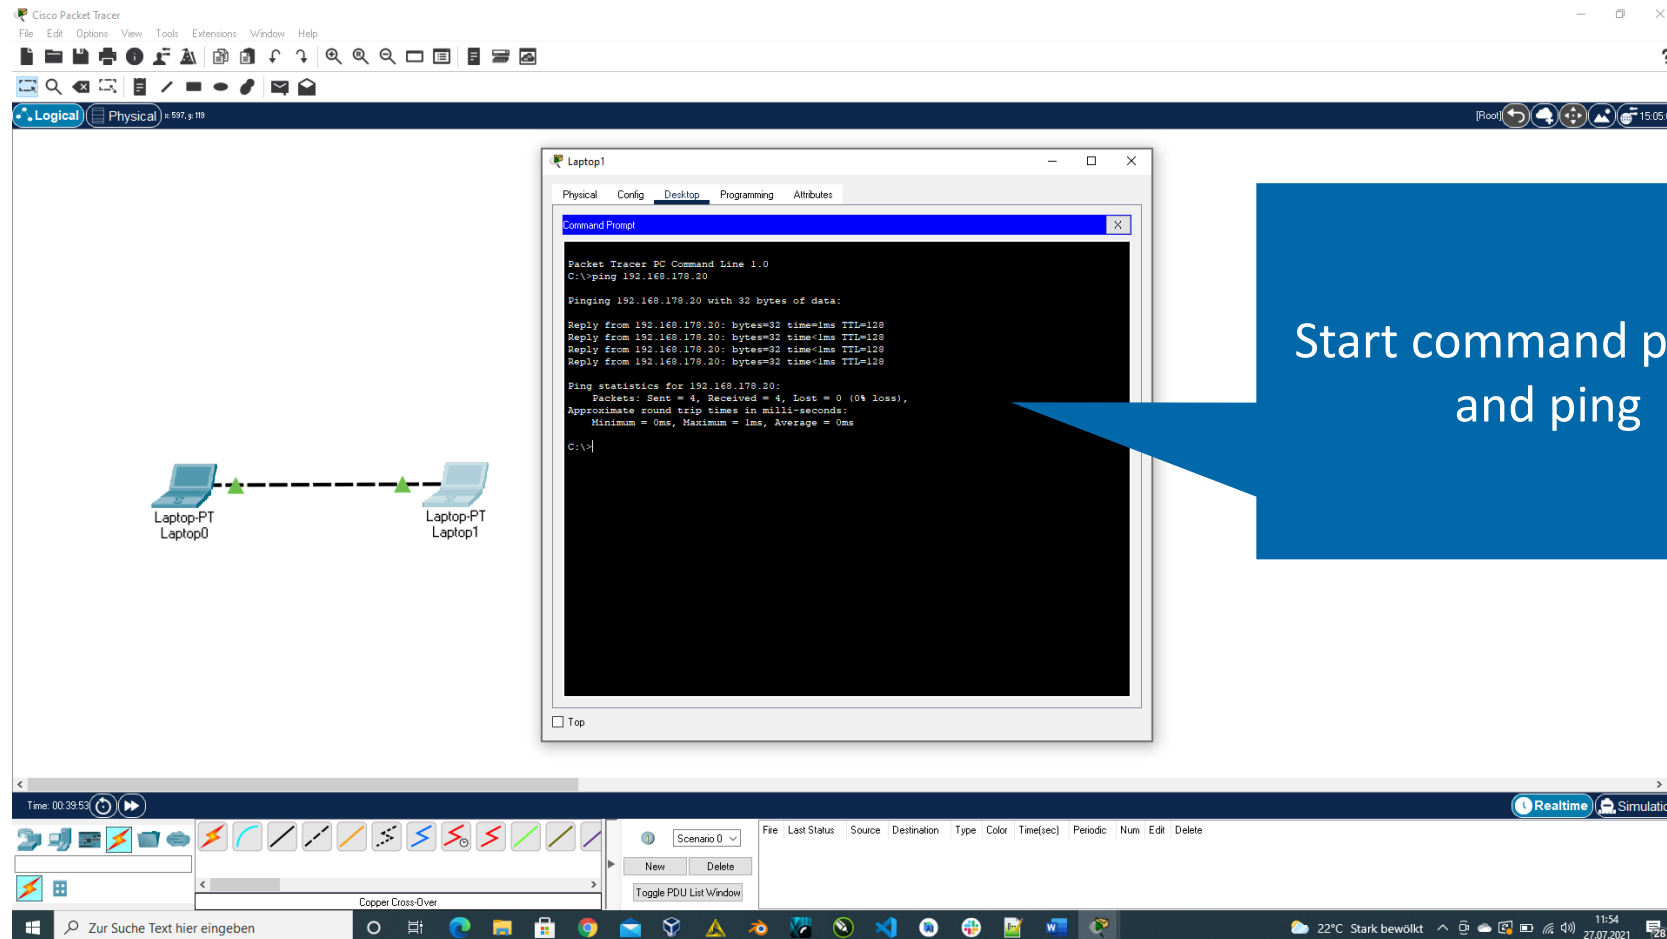 Cisco Packet Tracer
File Edit Options View Tools Extensions Window Help
Logical Physical x: 597, y: 119
[Root] 15:05:
Laptop1
Physical Config Desktop Programming Attributes
Command Prompt X
Packet Tracer PC Command Line 1.0
C:\>ping 192.168.178.20
Pinging 192.168.178.20 with 32 bytes of data:
Reply from 192.168.178.20: bytes=32 time=1ms TTL=128
Reply from 192.168.178.20: bytes=32 time<1ms TTL=128
Reply from 192.168.178.20: bytes=32 time<1ms TTL=128
Reply from 192.168.178.20: bytes=32 time<1ms TTL=128
Ping statistics for 192.168.178.20:
Packets: Sent = 4, Received = 4, Lost = 0 (0% loss),
Approximate round trip times in milli-seconds:
Minimum = 0ms, Maximum = 1ms, Average = 0ms
C:\>
Top
Start command p
and ping
Laptop-PT
Laptop0
Laptop-PT
Laptop1
Time: 00:39:53
Realtime Simulatio
Scenario 0
New Delete
Toggle PDU List Window
Fire Last Status Source Destination Type Color Time(sec) Periodic Num Edit Delete
Copper Cross-Over
Zur Suche Text hier eingeben
22°C Stark bewölkt
11:54
27.07.2021
28